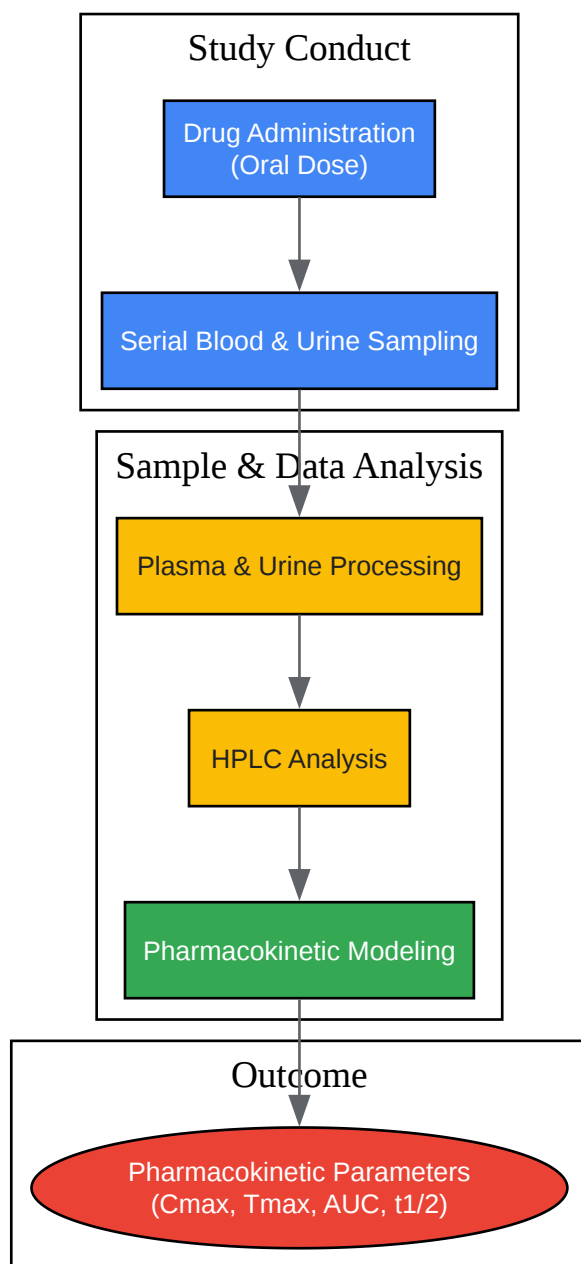 Study Conduct
Drug Administration
(Oral Dose)
Serial Blood & Urine Sampling
Sample & Data Analysis
Plasma & Urine Processing
HPLC Analysis
Pharmacokinetic Modeling
Outcome
Pharmacokinetic Parameters
(Cmax, Tmax, AUC, t1/2)